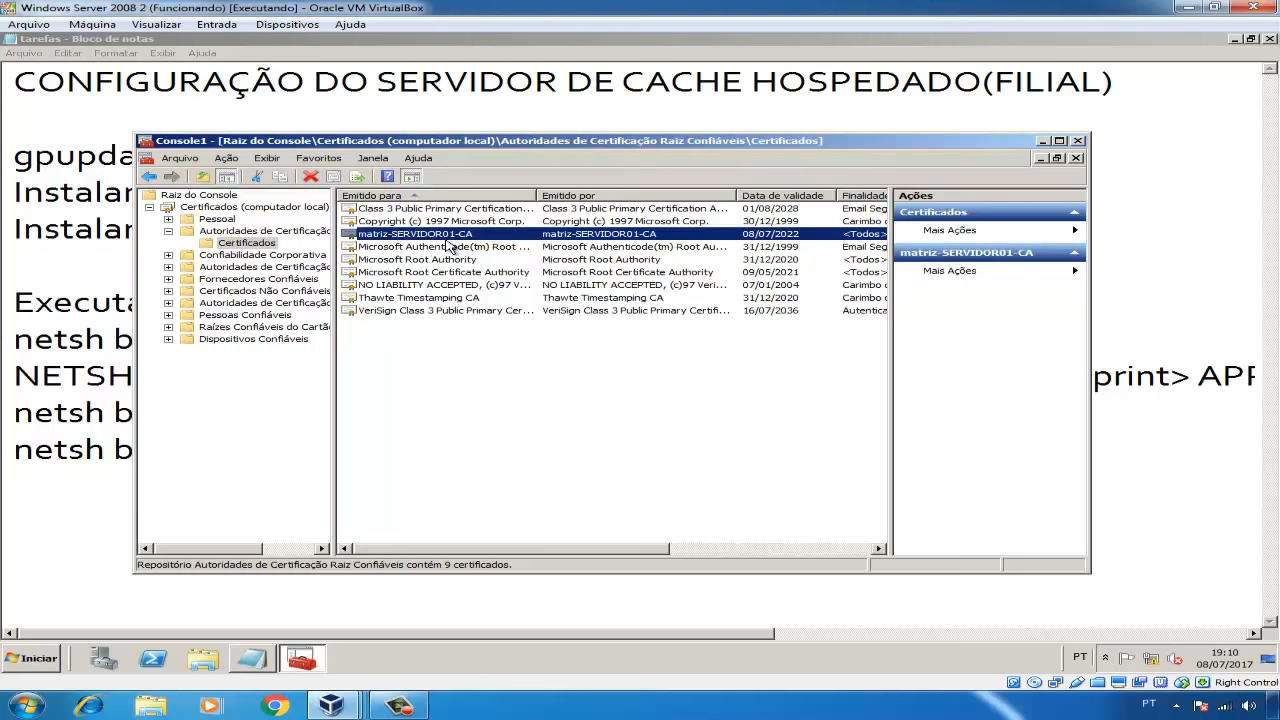 Windows Server 2008 2 (Funcionando) [Executando] - Oracle VM VirtualBox
Arquivo Máquina Visualizar Entrada Dispositivos Ajuda
tarefas - Bloco de notas
Arquivo Editar Formatar Exibir Ajuda
CONFIGURAÇÃO DO SERVIDOR DE CACHE HOSPEDADO(FILIAL)
gpupda
Instalar
Instalar
Executa
netsh b
NETSH print> APF
netsh b
netsh b
Console1 - [Raiz do Console\Certificados (computador local)\Autoridades de Certificação Raiz Confiáveis\Certificados]
Arquivo Ação Exibir Favoritos Janela Ajuda
Raiz do Console
Certificados (computador local)
Pessoal
Autoridades de Certificaçã
Certificados
Confiabilidade Corporativa
Autoridades de Certificaçã
Fornecedores Confiáveis
Certificados Não Confiáveis
Autoridades de Certificaçã
Pessoas Confiáveis
Raízes Confiáveis do Cartã
Dispositivos Confiáveis
Emitido para Emitido por Data de validade Finalidade
Class 3 Public Primary Certification... Class 3 Public Primary Certification A... 01/08/2028 Email Seg
Copyright (c) 1997 Microsoft Corp. Copyright (c) 1997 Microsoft Corp. 30/12/1999 Carimbo c
matriz-SERVIDOR01-CA matriz-SERVIDOR01-CA 08/07/2022 <Todos>
Microsoft Authenticode(tm) Root ... Microsoft Authenticode(tm) Root Au... 31/12/1999 Email Seg
Microsoft Root Authority Microsoft Root Authority 31/12/2020 <Todos>
Microsoft Root Certificate Authority Microsoft Root Certificate Authority 09/05/2021 <Todos>
NO LIABILITY ACCEPTED, (c)97 V... NO LIABILITY ACCEPTED, (c)97 Veri... 07/01/2004 Carimbo c
Thawte Timestamping CA Thawte Timestamping CA 31/12/2020 Carimbo c
VeriSign Class 3 Public Primary Cer... VeriSign Class 3 Public Primary Certifi... 16/07/2036 Autentica
Ações
Certificados
Mais Ações
matriz-SERVIDOR01-CA
Mais Ações
Repositório Autoridades de Certificação Raiz Confiáveis contém 9 certificados.
Iniciar
PT
19:10
08/07/2017
Right Control
PT